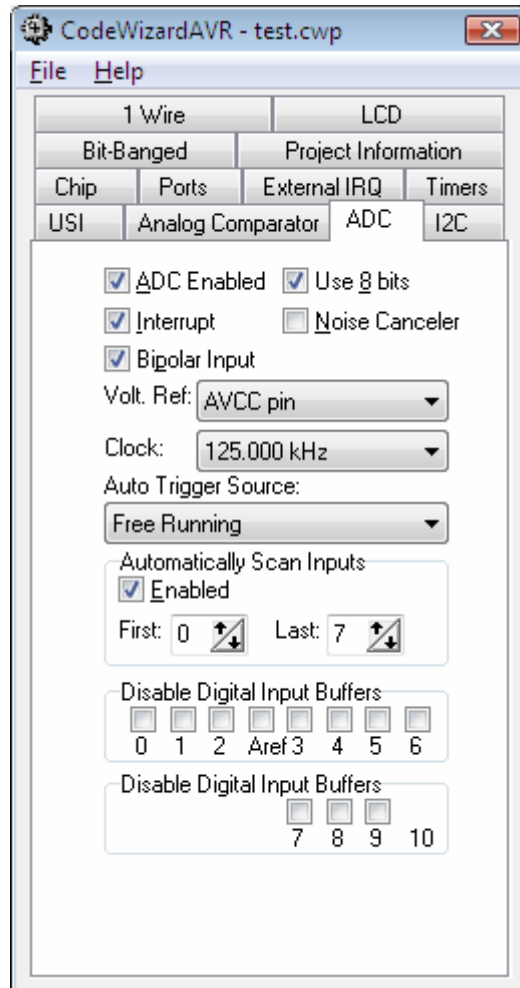 CodeWizardAVR - test.cwp
File Help
1 Wire LCD
Bit-Banged Project Information
Chip Ports External IRQ Timers
USI Analog Comparator ADC I2C
ADC Enabled Use 8 bits
Interrupt Noise Canceler
Bipolar Input
Volt. Ref: AVCC pin
Clock: 125.000 kHz
Auto Trigger Source:
Free Running
Automatically Scan Inputs
Enabled
First: 0 Last: 7
Disable Digital Input Buffers
0 1 2 Aref 3 4 5 6
Disable Digital Input Buffers
7 8 9 10